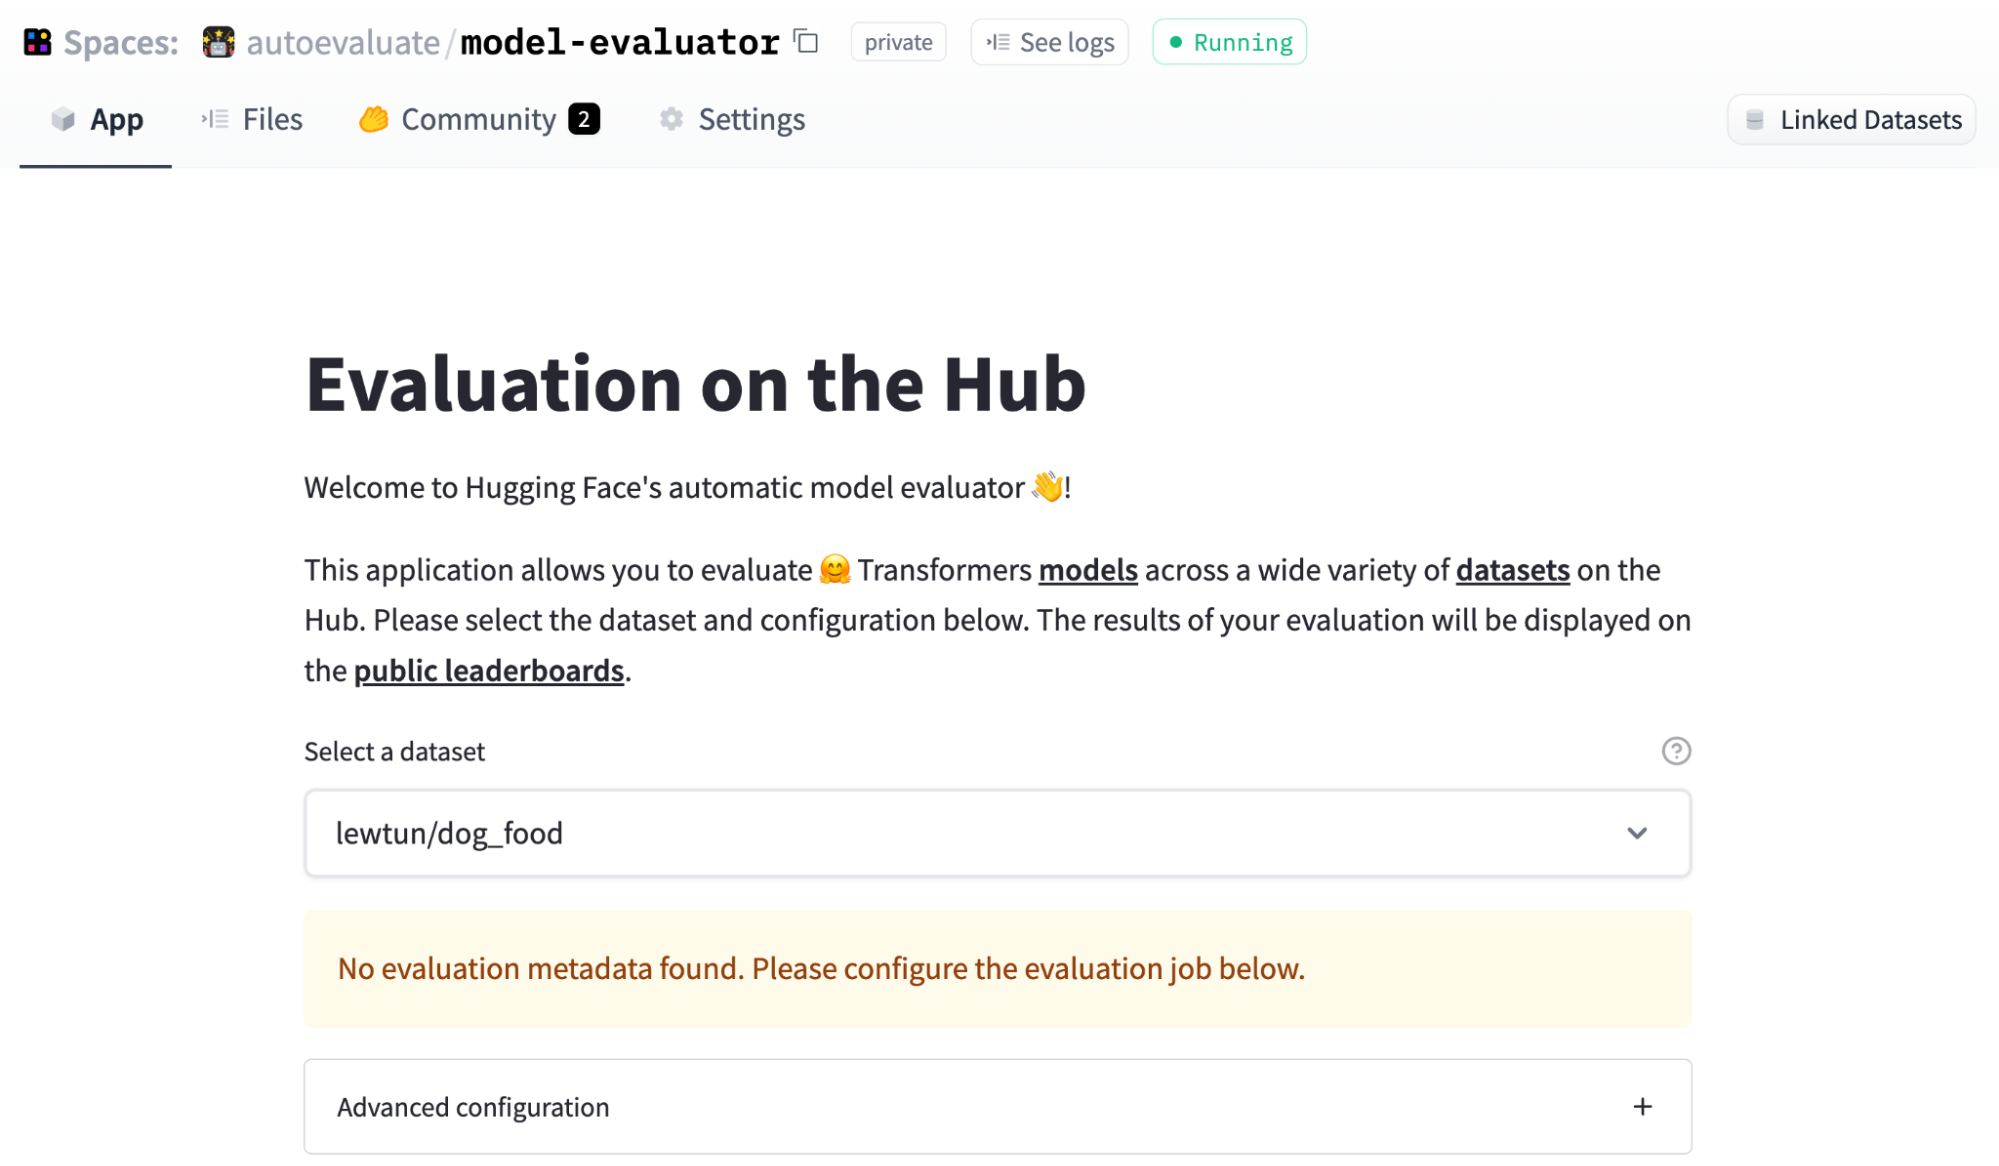 Spaces: autoevaluate/model-evaluator private See logs Running
App Files Community 2 Settings Linked Datasets
Evaluation on the Hub
Welcome to Hugging Face's automatic model evaluator 👋!
This application allows you to evaluate 🤗 Transformers models across a wide variety of datasets on the
Hub. Please select the dataset and configuration below. The results of your evaluation will be displayed on
the public leaderboards.
Select a dataset
lewtun/dog_food
No evaluation metadata found. Please configure the evaluation job below.
Advanced configuration